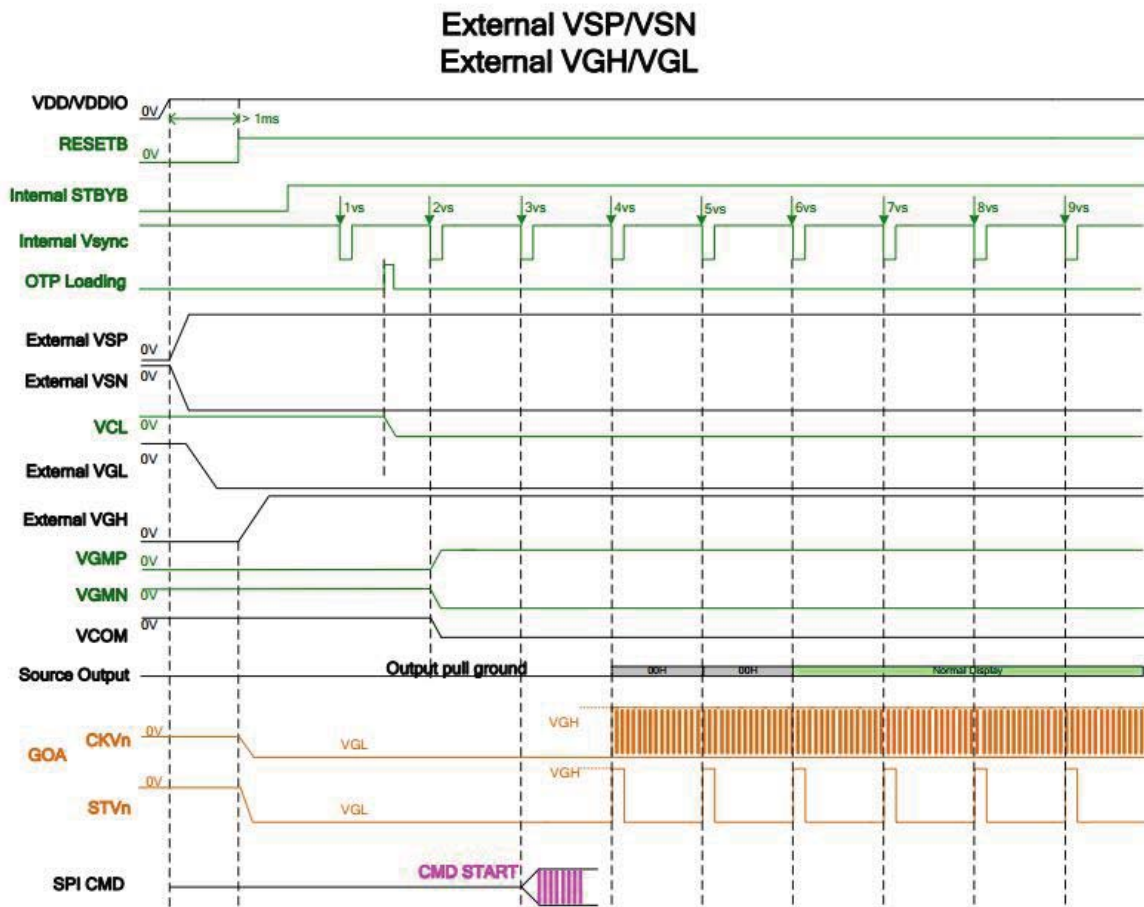 External VSP/VSN
External VGH/VGL
VDD/VDDIO
0V
> 1ms
RESETB
0V
Internal STBYB
1vs 2vs 3vs 4vs 5vs 6vs 7vs 8vs 9vs
Internal Vsync
OTP Loading
External VSP
0V
External VSN
0V
VCL
0V
External VGL
0V
External VGH
0V
VGMP
0V
VGMN
0V
VCOM
0V
Source Output
Output pull ground
00H 00H Normal Display
GOA
CKVn
0V
VGL
VGH
STVn
0V
VGL
VGH
SPI CMD
CMD START